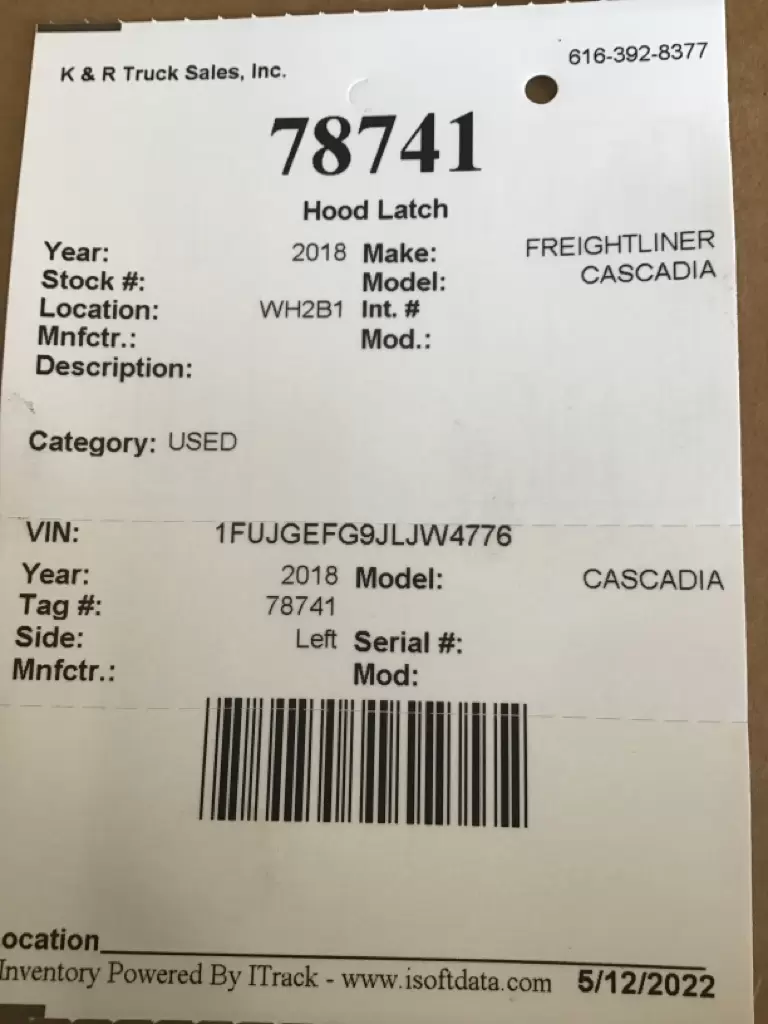 K & R Truck Sales, Inc. 616-392-8377
78741
Hood Latch
Year: 2018 Make: FREIGHTLINER
Stock #: Model: CASCADIA
Location: WH2B1 Int. #
Mnfctr.: Mod.:
Description:
Category: USED
VIN: 1FUJGEFG9JLJW4776
Year: 2018 Model: CASCADIA
Tag #: 78741
Side: Left Serial #:
Mnfctr.: Mod:
ocation
Inventory Powered By ITrack - www.isoftdata.com 5/12/2022